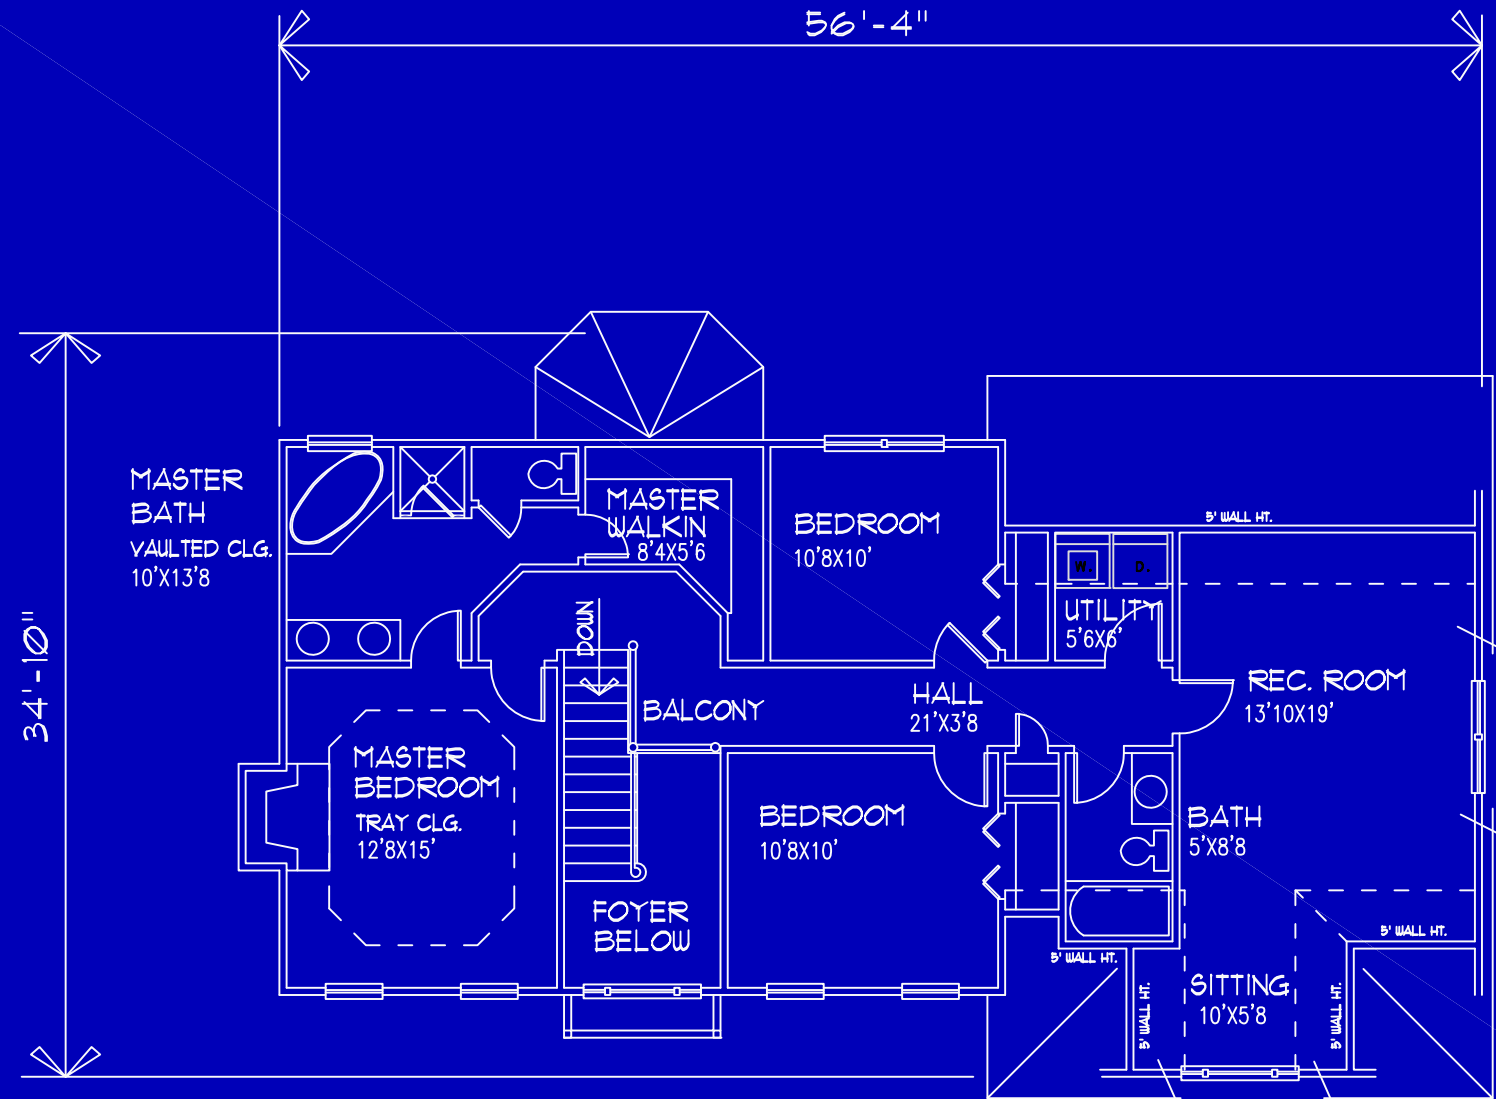 56'-4"
34'-10"
MASTER
BATH
VAULTED CLG.
10'X13'8
MASTER
WALKIN
8'4X5'6
BEDROOM
10'8X10'
5' WALL HT.
W.
D.
UTILITY
5'6X6'
DOWN
BALCONY
HALL
21'X3'8
REC. ROOM
13'10X19'
MASTER
BEDROOM
TRAY CLG.
12'8X15'
BEDROOM
10'8X10'
BATH
5'X8'8
FOYER
BELOW
5' WALL HT.
5' WALL HT.
SITTING
10'X5'8
5' WALL HT.
5' WALL HT.